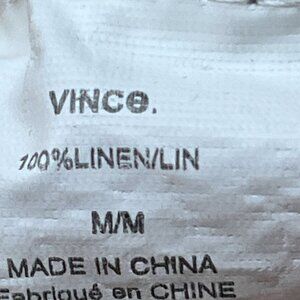 VINCE.
100%LINEN/LIN
M/M
MADE IN CHINA
Fabriqué en CHINE